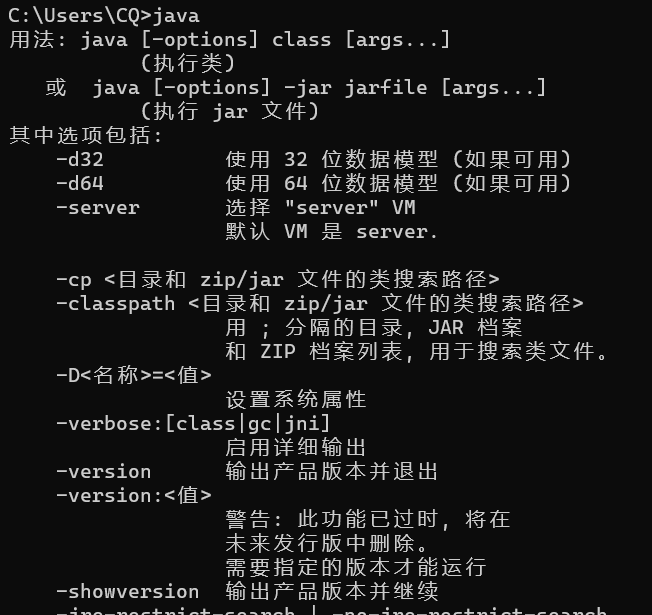 C:\Users\CQ>java
用法: java [-options] class [args...]
(执行类)
或 java [-options] -jar jarfile [args...]
(执行 jar 文件)
其中选项包括:
-d32 使用 32 位数据模型 (如果可用)
-d64 使用 64 位数据模型 (如果可用)
-server 选择 "server" VM
默认 VM 是 server.
-cp <目录和 zip/jar 文件的类搜索路径>
-classpath <目录和 zip/jar 文件的类搜索路径>
用 ; 分隔的目录, JAR 档案
和 ZIP 档案列表, 用于搜索类文件。
-D<名称>=<值>
设置系统属性
-verbose:[class|gc|jni]
启用详细输出
-version 输出产品版本并退出
-version:<值>
警告: 此功能已过时, 将在
未来发行版中删除。
需要指定的版本才能运行
-showversion 输出产品版本并继续
-jre-restrict-search | -no-jre-restrict-search